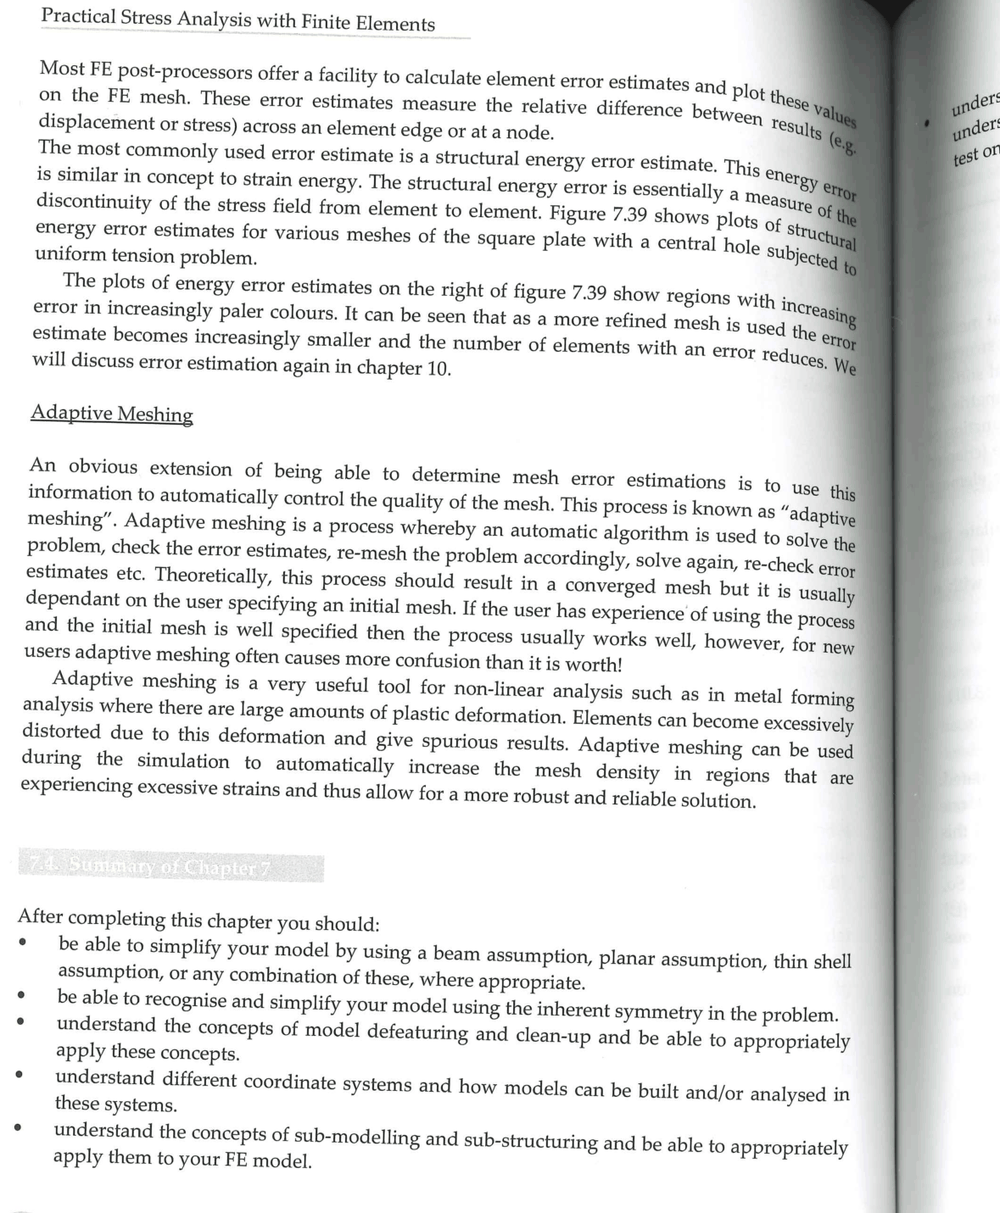 Practical Stress Analysis with Finite Elements
Most FE post-processors offer a facility to calculate element error estimates and plot these values
on the FE mesh. These error estimates measure the relative difference between results (e.g.
displacement or stress) across an element edge or at a node.
The most commonly used error estimate is a structural energy error estimate. This energy error
is similar in concept to strain energy. The structural energy error is essentially a measure of the
discontinuity of the stress field from element to element. Figure 7.39 shows plots of structural
energy error estimates for various meshes of the square plate with a central hole subjected to
uniform tension problem.
The plots of energy error estimates on the right of figure 7.39 show regions with increasing
error in increasingly paler colours. It can be seen that as a more refined mesh is used the error
estimate becomes increasingly smaller and the number of elements with an error reduces. We
will discuss error estimation again in chapter 10.
Adaptive Meshing
An obvious extension of being able to determine mesh error estimations is to use this
information to automatically control the quality of the mesh. This process is known as "adaptive
meshing". Adaptive meshing is a process whereby an automatic algorithm is used to solve the
problem, check the error estimates, re-mesh the problem accordingly, solve again, re-check error
estimates etc. Theoretically, this process should result in a converged mesh but it is usually
dependant on the user specifying an initial mesh. If the user has experience of using the process
and the initial mesh is well specified then the process usually works well, however, for new
users adaptive meshing often causes more confusion than it is worth!
Adaptive meshing is a very useful tool for non-linear analysis such as in metal forming
analysis where there are large amounts of plastic deformation. Elements can become excessively
distorted due to this deformation and give spurious results. Adaptive meshing can be used
during the simulation to automatically increase the mesh density in regions that are
experiencing excessive strains and thus allow for a more robust and reliable solution.
7.4. Summary of Chapter 7
After completing this chapter you should:
• be able to simplify your model by using a beam assumption, planar assumption, thin shell
assumption, or any combination of these, where appropriate.
• be able to recognise and simplify your model using the inherent symmetry in the problem.
• understand the concepts of model defeaturing and clean-up and be able to appropriately
apply these concepts.
• understand different coordinate systems and how models can be built and/or analysed in
these systems.
• understand the concepts of sub-modelling and sub-structuring and be able to appropriately
apply them to your FE model.
• unders
unders
test on